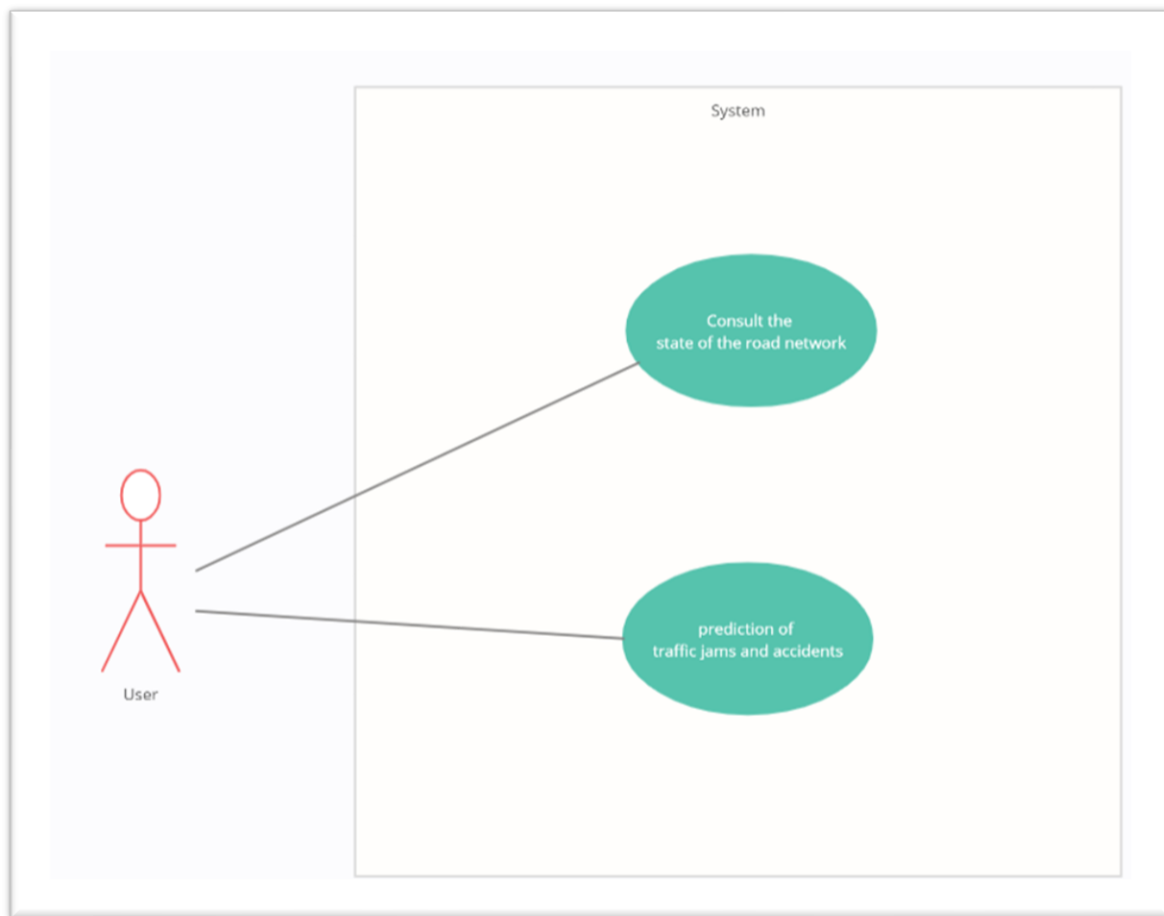 System
Consult the
state of the road network
prediction of
traffic jams and accidents
User